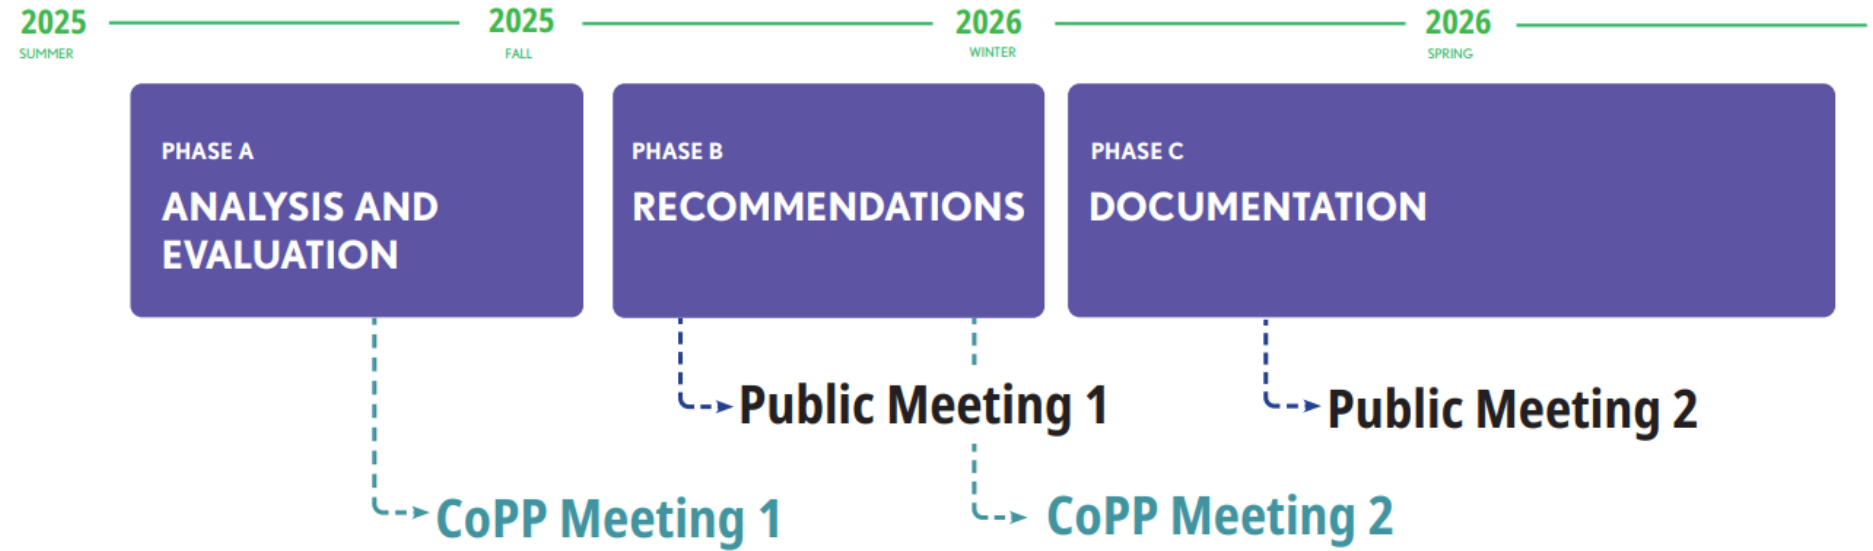 2025
SUMMER
2025
FALL
2026
WINTER
2026
SPRING
PHASE A
ANALYSIS AND
EVALUATION
PHASE B
RECOMMENDATIONS
PHASE C
DOCUMENTATION
Public Meeting 1
Public Meeting 2
CoPP Meeting 1
CoPP Meeting 2